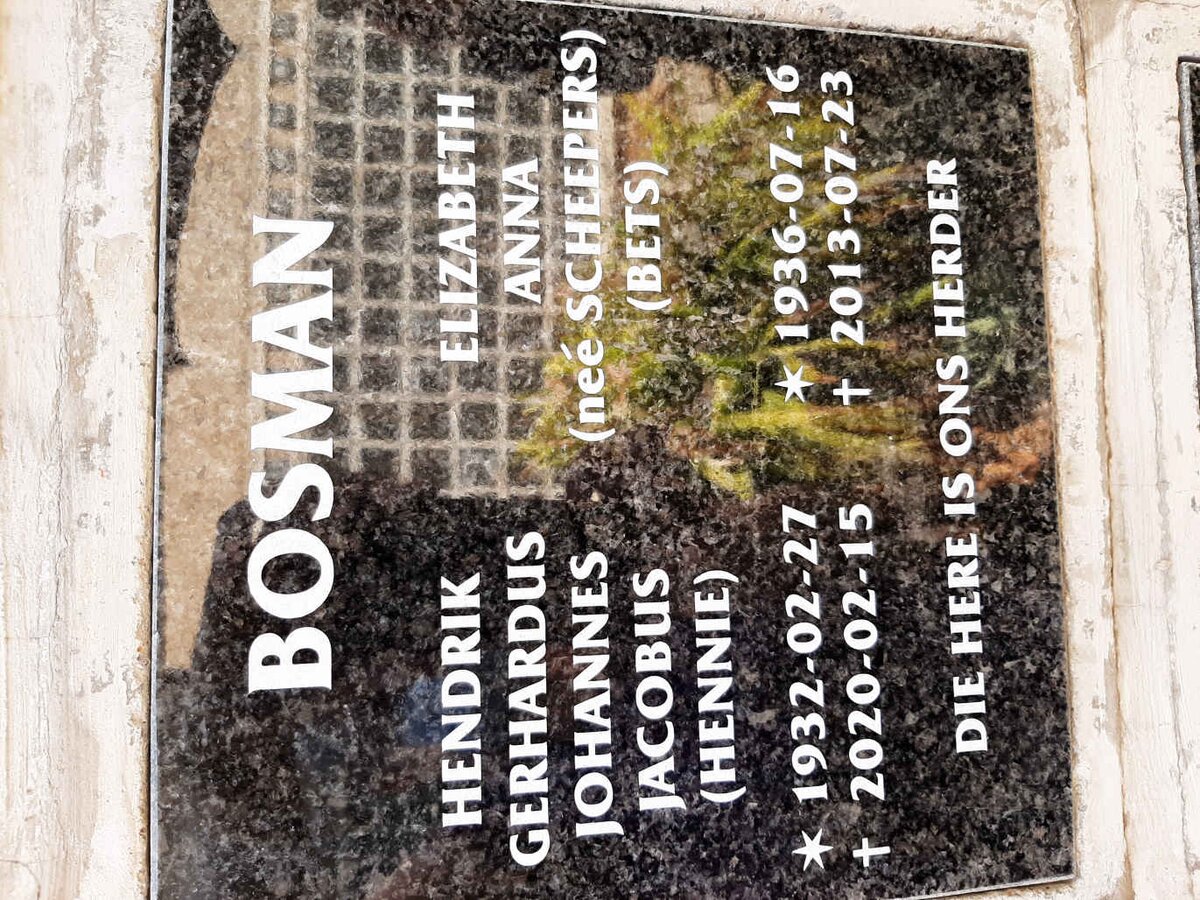 BOSMAN
HENDRIK
GERHARDUS
JOHANNES
JACOBUS
(HENNIE)
✶ 1932-02-27
† 2020-02-15
ELIZABETH
ANNA
(neé SCHEEPERS)
(BETS)
✶ 1936-07-16
† 2013-07-23
DIE HERE IS ONS HERDER